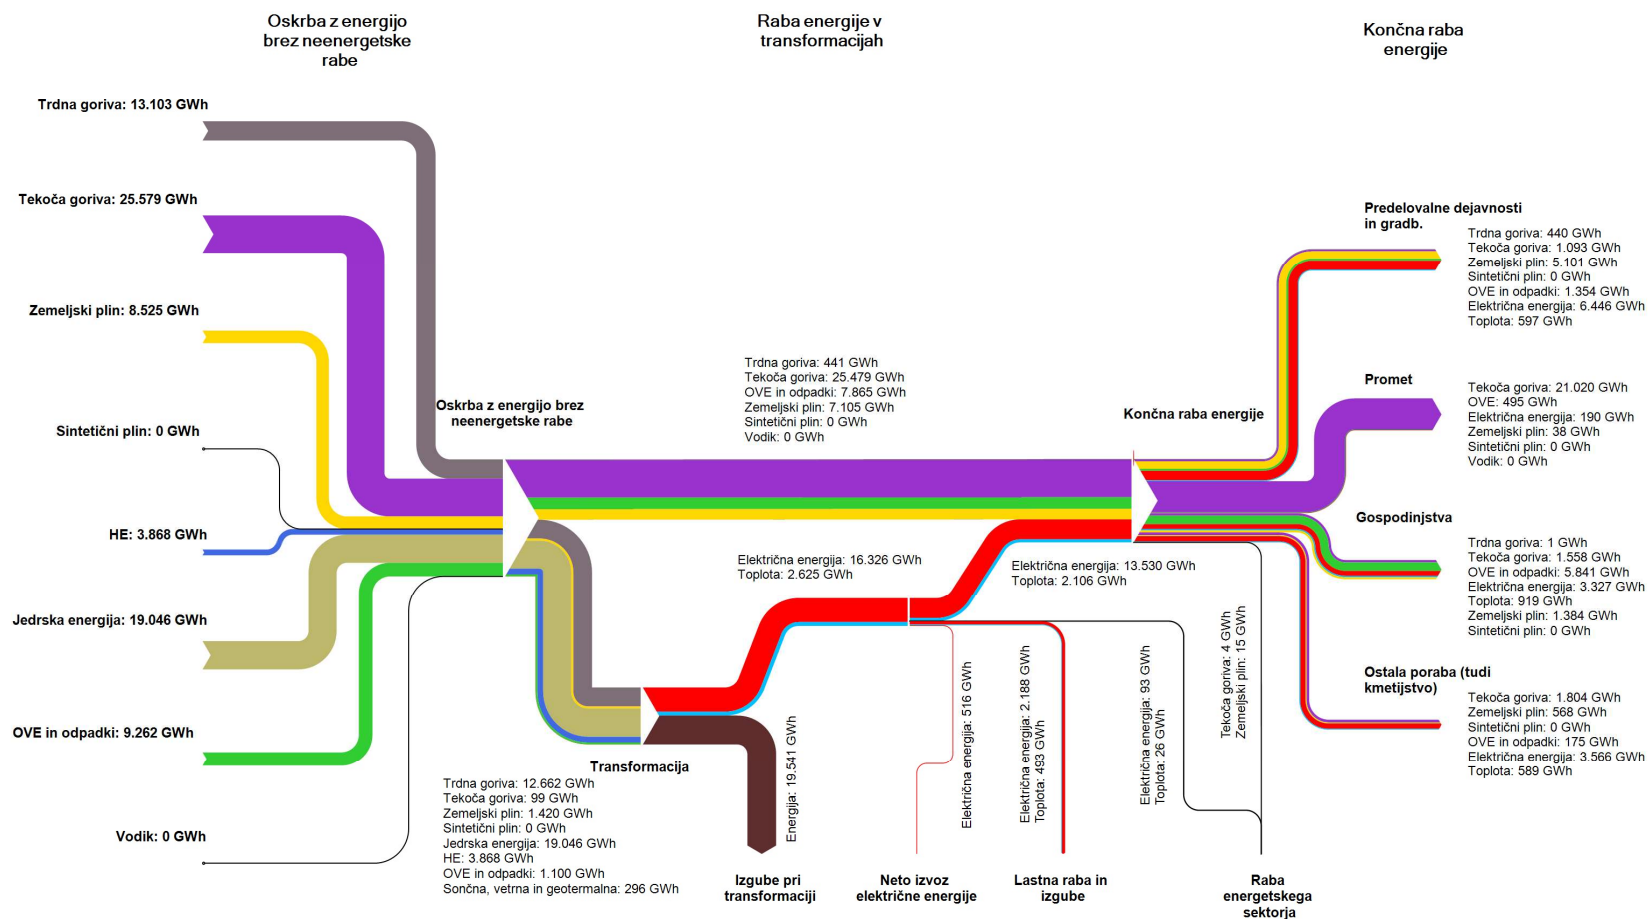 Oskrba z energijo
brez neenergetske
rabe
Raba energije v
transformacijah
Končna raba
energije
Trdna goriva: 13.103 GWh
Tekoča goriva: 25.579 GWh
Zemeljski plin: 8.525 GWh
Sintetični plin: 0 GWh
HE: 3.868 GWh
Jedrska energija: 19.046 GWh
OVE in odpadki: 9.262 GWh
Vodik: 0 GWh
Oskrba z energijo brez
neenergetske rabe
Trdna goriva: 441 GWh
Tekoča goriva: 25.479 GWh
OVE in odpadki: 7.865 GWh
Zemeljski plin: 7.105 GWh
Sintetični plin: 0 GWh
Vodik: 0 GWh
Končna raba energije
Električna energija: 16.326 GWh
Toplota: 2.625 GWh
Električna energija: 13.530 GWh
Toplota: 2.106 GWh
Transformacija
Trdna goriva: 12.662 GWh
Tekoča goriva: 99 GWh
Zemeljski plin: 1.420 GWh
Sintetični plin: 0 GWh
Jedrska energija: 19.046 GWh
HE: 3.868 GWh
OVE in odpadki: 1.100 GWh
Sončna, vetrna in geotermalna: 296 GWh
Energija: 19.541 GWh
Izgube pri
transformaciji
Električna energija: 516 GWh
Neto izvoz
električne energije
Električna energija: 2.188 GWh
Toplota: 493 GWh
Lastna raba in
izgube
Električna energija: 93 GWh
Toplota: 26 GWh
Tekoča goriva: 4 GWh
Zemeljski plin: 15 GWh
Raba
energetskega
sektorja
Predelovalne dejavnosti
in gradb.
Trdna goriva: 440 GWh
Tekoča goriva: 1.093 GWh
Zemeljski plin: 5.101 GWh
Sintetični plin: 0 GWh
OVE in odpadki: 1.354 GWh
Električna energija: 6.446 GWh
Toplota: 597 GWh
Promet
Tekoča goriva: 21.020 GWh
OVE: 495 GWh
Električna energija: 190 GWh
Zemeljski plin: 38 GWh
Sintetični plin: 0 GWh
Vodik: 0 GWh
Gospodinjstva
Trdna goriva: 1 GWh
Tekoča goriva: 1.558 GWh
OVE in odpadki: 5.841 GWh
Električna energija: 3.327 GWh
Toplota: 919 GWh
Zemeljski plin: 1.384 GWh
Sintetični plin: 0 GWh
Ostala poraba (tudi
kmetijstvo)
Tekoča goriva: 1.804 GWh
Zemeljski plin: 568 GWh
Sintetični plin: 0 GWh
OVE in odpadki: 175 GWh
Električna energija: 3.566 GWh
Toplota: 589 GWh